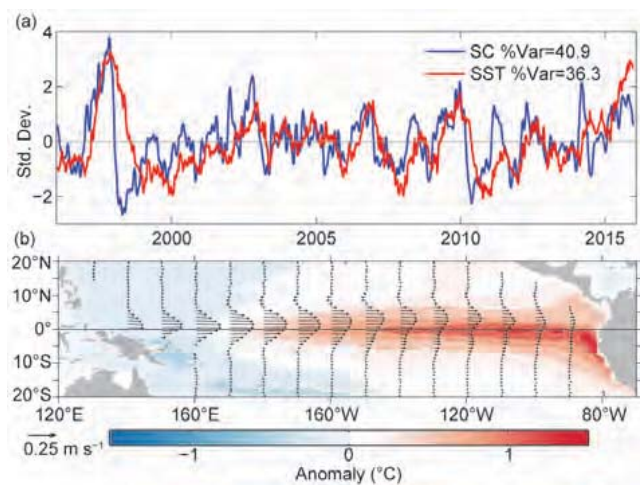 (a)
4
2
0
−2
Std. Dev.
SC %Var=40.9
SST %Var=36.3
2000 2005 2010 2015
(b)
20°N
10°N
0°
10°S
20°S
120°E 160°E 160°W 120°W 80°W
0.25 m s⁻¹
−1 0 1
Anomaly (°C)